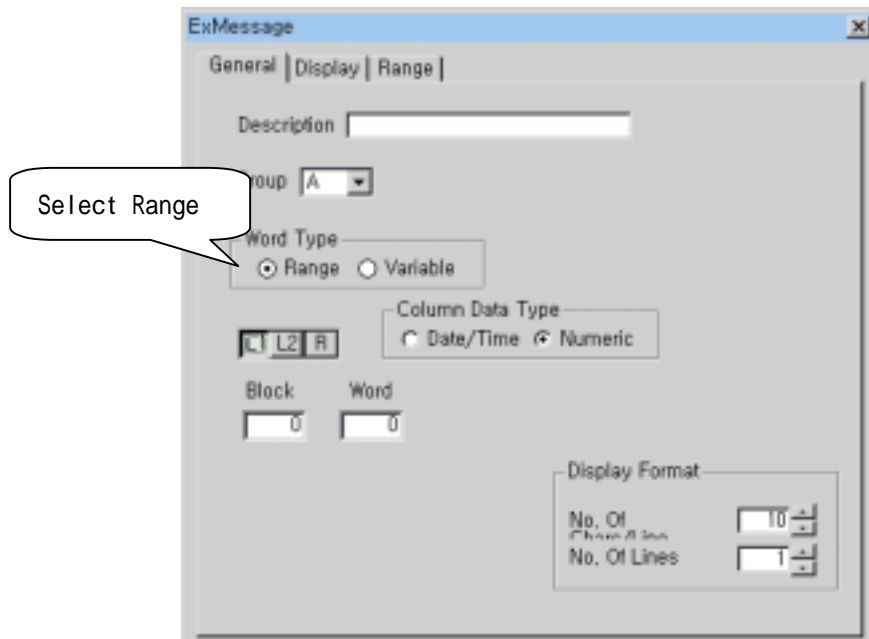 ExMessage
General Display Range
Description
roup A
Select Range
Word Type
Range Variable
Column Data Type
L1 L2 R
Date/Time Numeric
Block Word
0 0
Display Format
No, Of 10
No, Of Lines 1